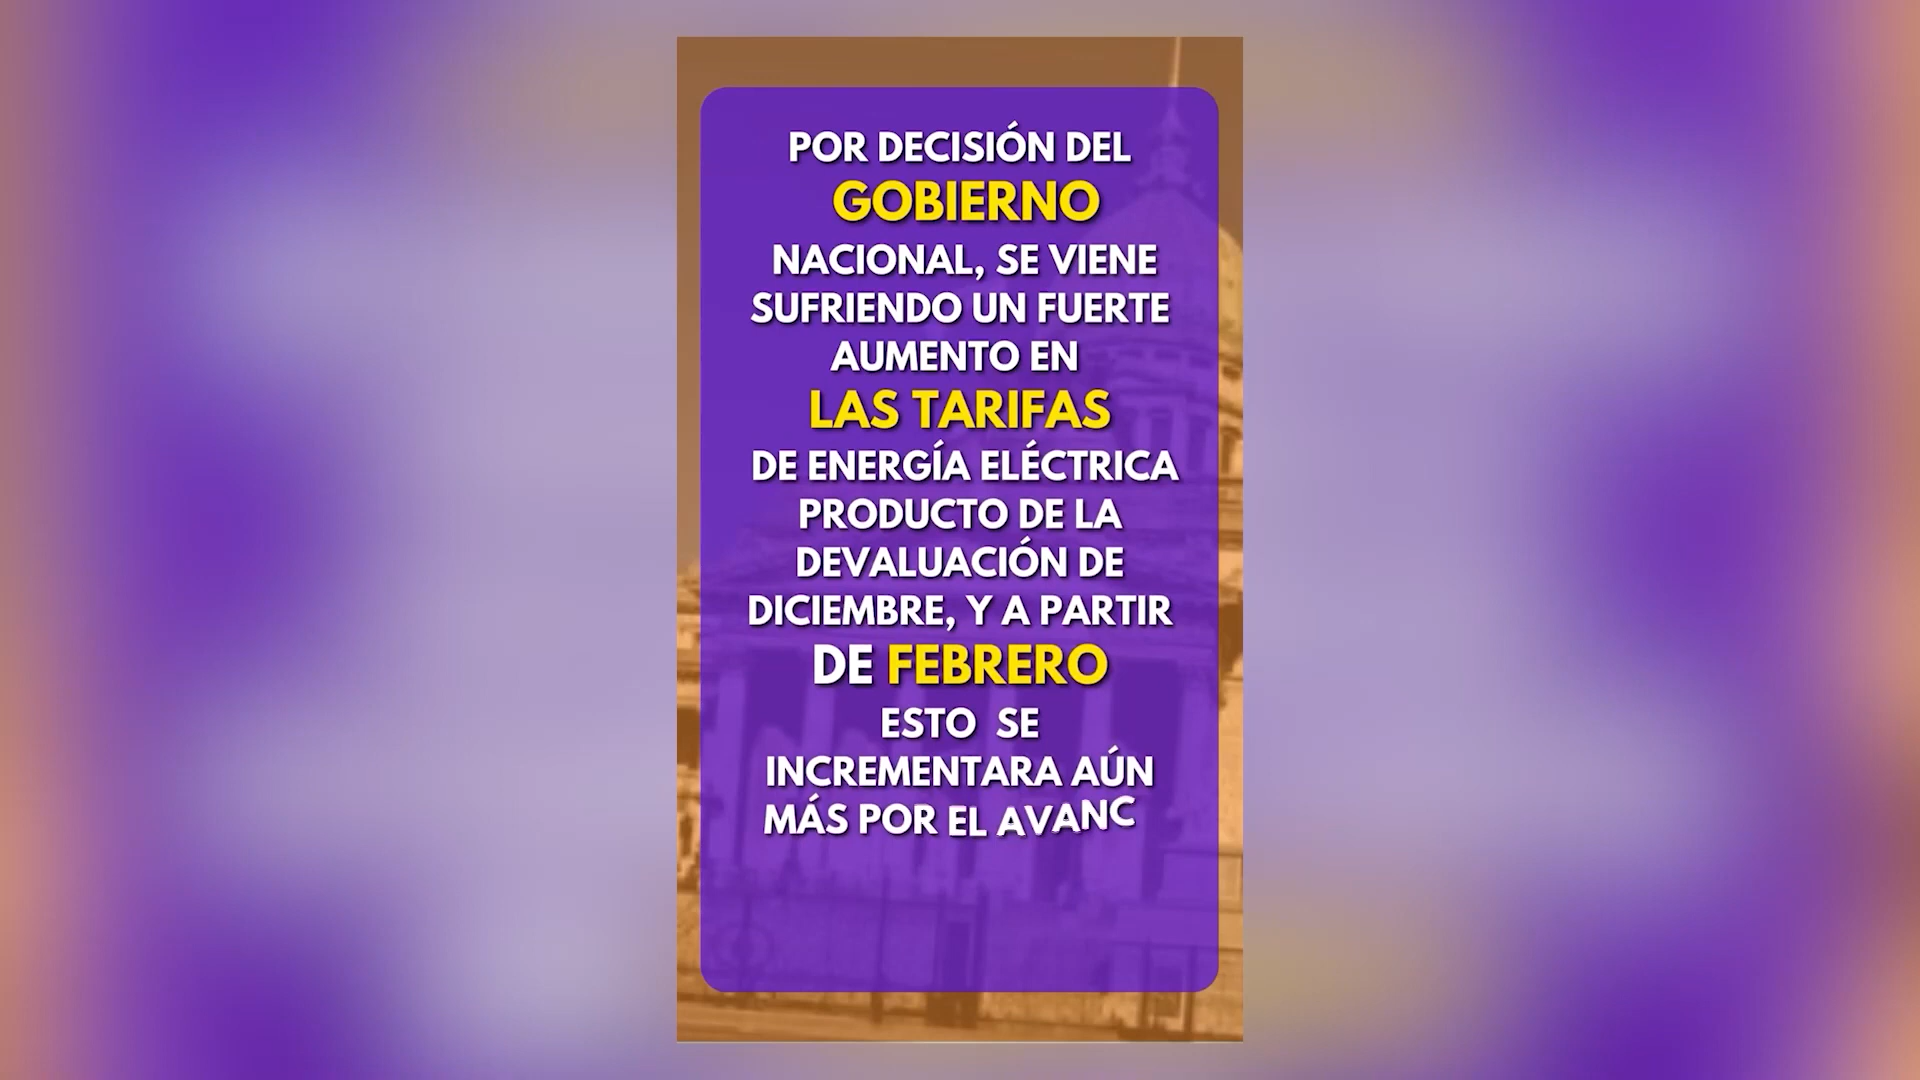 POR DECISIÓN DEL
GOBIERNO
NACIONAL, SE VIENE
SUFRIENDO UN FUERTE
AUMENTO EN
LAS TARIFAS
DE ENERGÍA ELÉCTRICA
PRODUCTO DE LA
DEVALUACIÓN DE
DICIEMBRE, Y A PARTIR
DE FEBRERO
ESTO SE
INCREMENTARA AÚN
MÁS POR EL AVANC